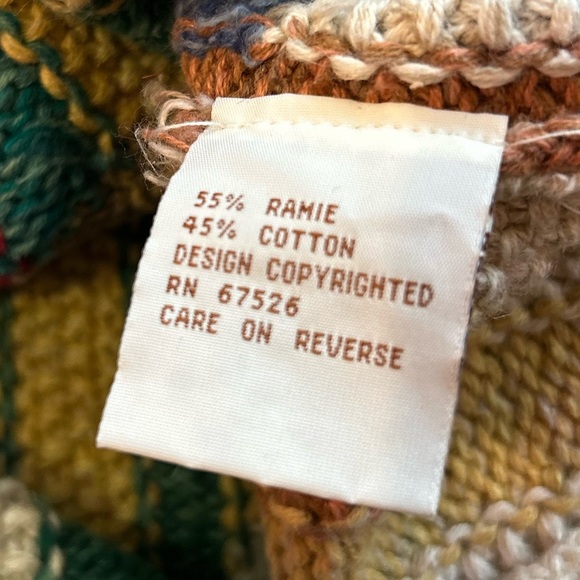 55% RAMIE
45% COTTON
DESIGN COPYRIGHTED
RN 67526
CARE ON REVERSE